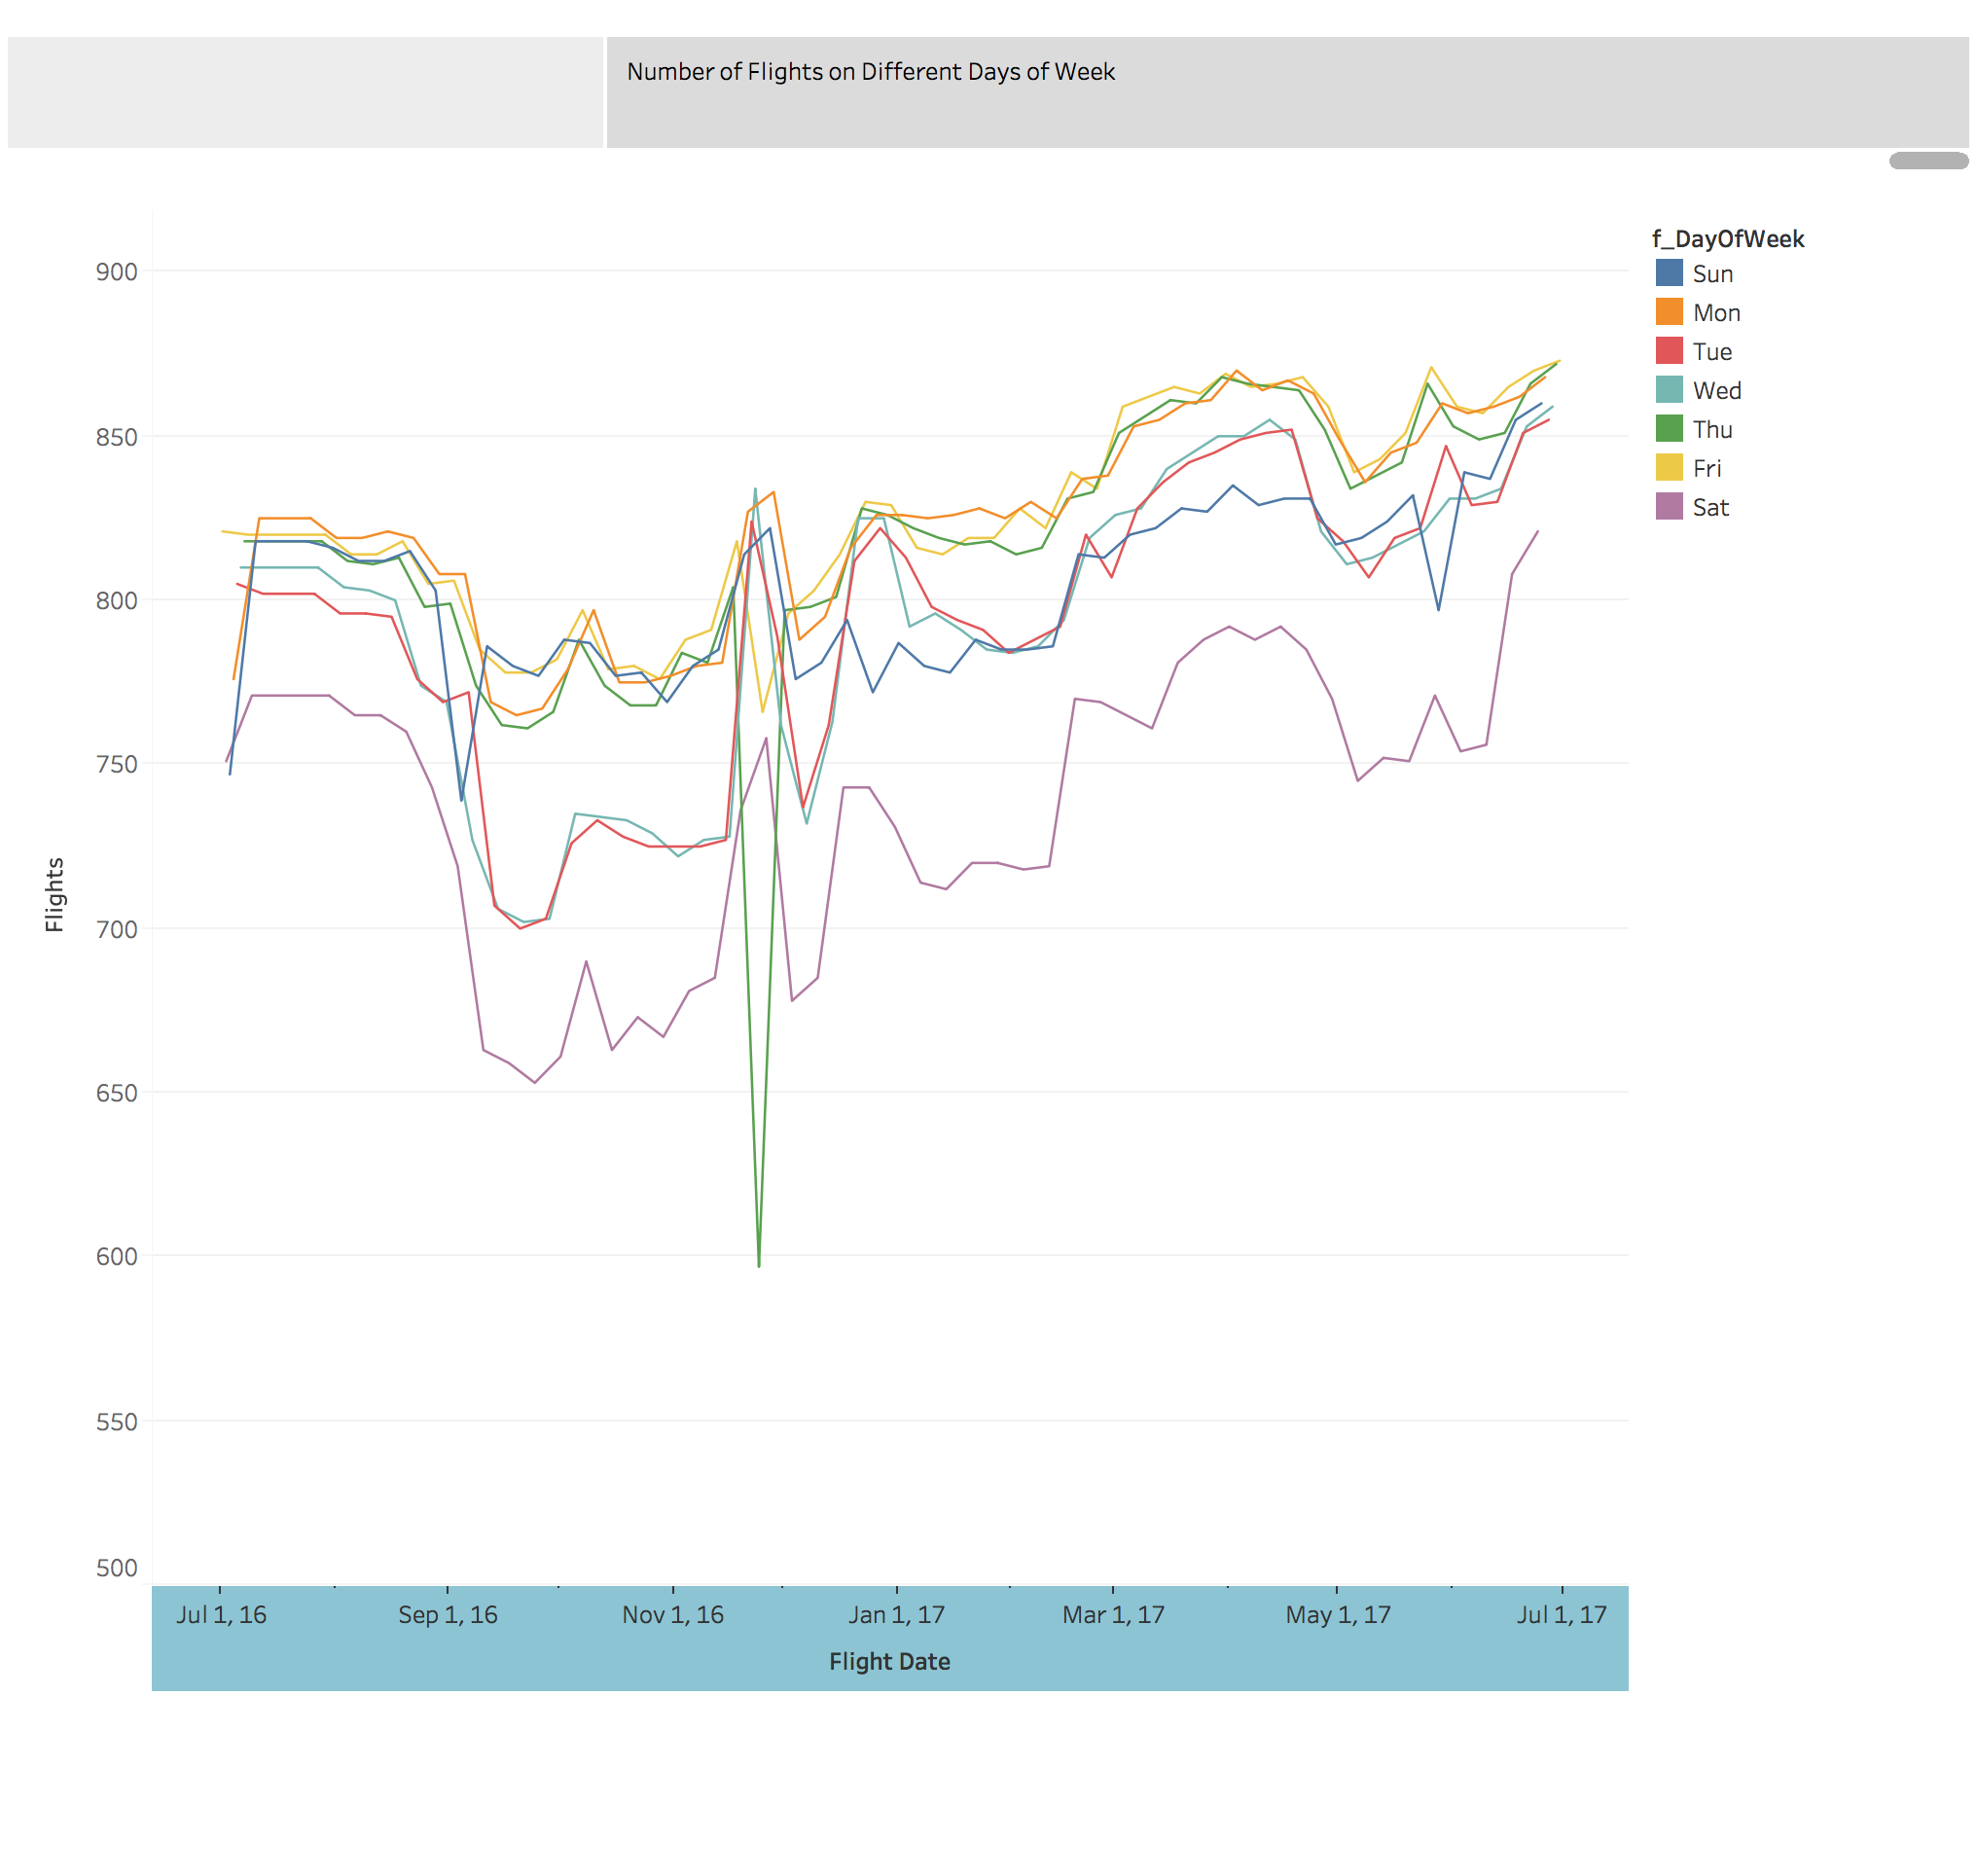 Number of Flights on Different Days of Week
f_DayOfWeek
Sun
Mon
Tue
Wed
Thu
Fri
Sat
900
850
800
750
700
650
600
550
500
Flights
Jul 1, 16 Sep 1, 16 Nov 1, 16 Jan 1, 17 Mar 1, 17 May 1, 17 Jul 1, 17
Flight Date